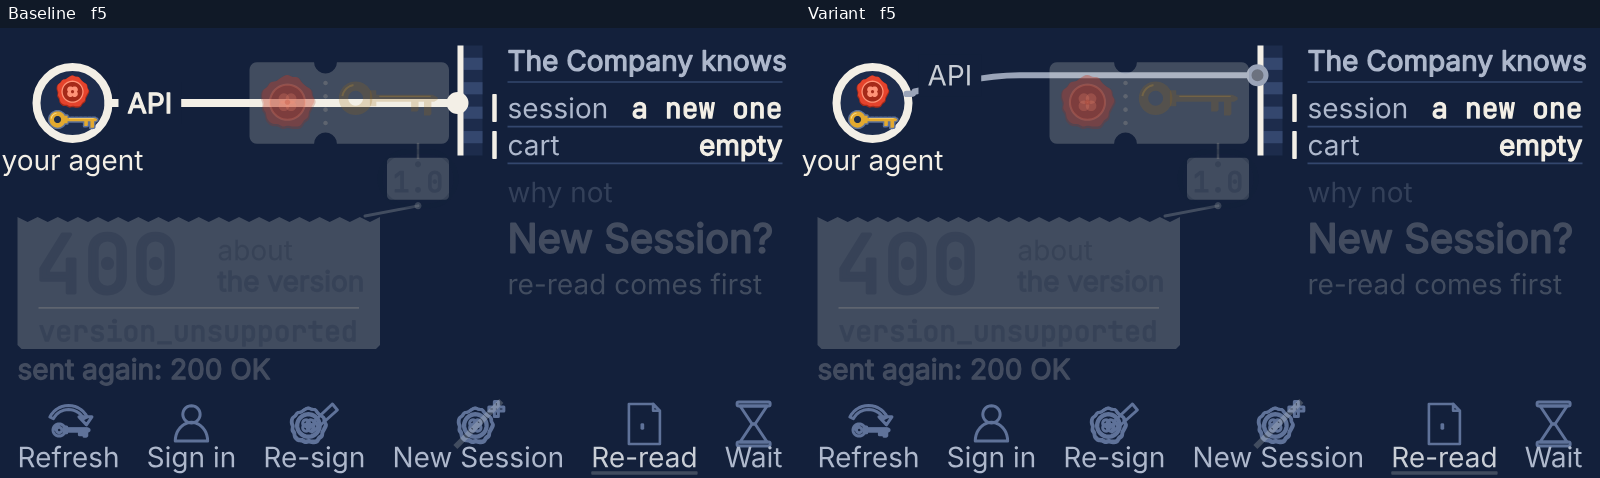 Baseline f5
API
your agent
The Company knows
session a new one
cart empty
1.0
why not
New Session?
re-read comes first
400 about
the version
version_unsupported
sent again: 200 OK
Refresh Sign in Re-sign New Session Re-read Wait
Variant f5
API
your agent
The Company knows
session a new one
cart empty
1.0
why not
New Session?
re-read comes first
400 about
the version
version_unsupported
sent again: 200 OK
Refresh Sign in Re-sign New Session Re-read Wait